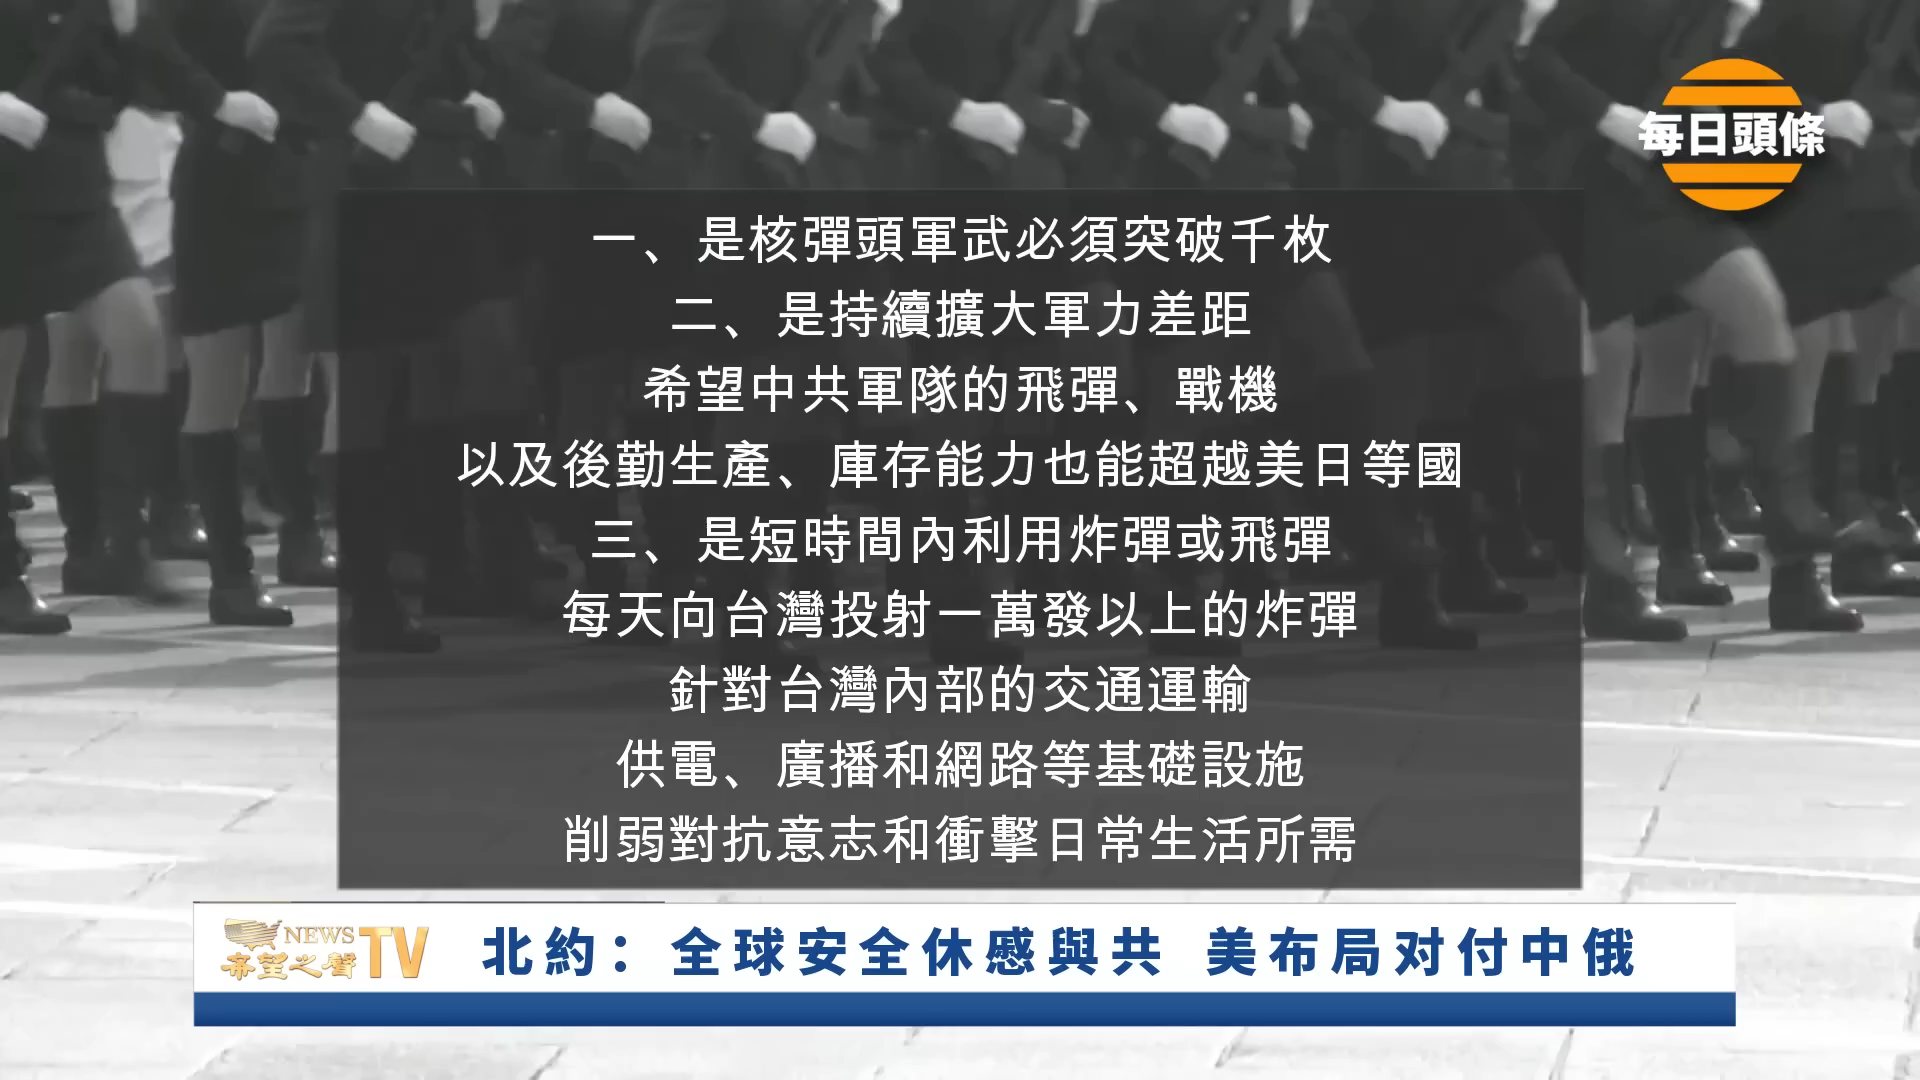 每日頭條
一、是核彈頭軍武必須突破千枚
二、是持續擴大軍力差距
希望中共軍隊的飛彈、戰機
以及後勤生產、庫存能力也能超越美日等國
三、是短時間內利用炸彈或飛彈
每天向台灣投射一萬發以上的炸彈
針對台灣內部的交通運輸
供電、廣播和網路等基礎設施
削弱對抗意志和衝擊日常生活所需
NEWS
希望之聲TV
北約：全球安全休慼與共 美布局对付中俄